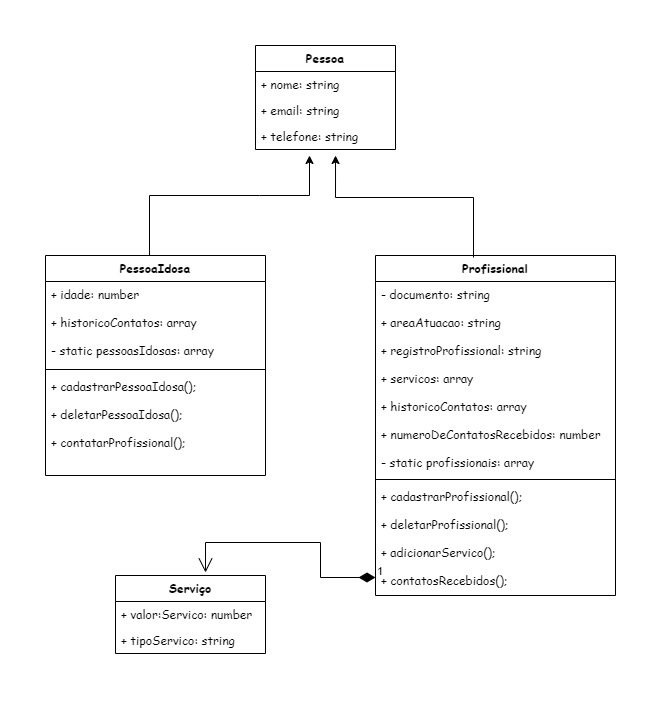 Pessoa
+ nome: string
+ email: string
+ telefone: string
PessoaIdosa
+ idade: number
+ historicoContatos: array
- static pessoasIdosas: array
+ cadastrarPessoaIdosa();
+ deletarPessoaIdosa();
+ contatarProfissional();
Profissional
- documento: string
+ areaAtuacao: string
+ registroProfissional: string
+ servicos: array
+ historicoContatos: array
+ numeroDeContatosRecebidos: number
- static profissionais: array
+ cadastrarProfissional();
+ deletarProfissional();
+ adicionarServico();
1
+ contatosRecebidos();
Serviço
+ valor:Servico: number
+ tipoServico: string